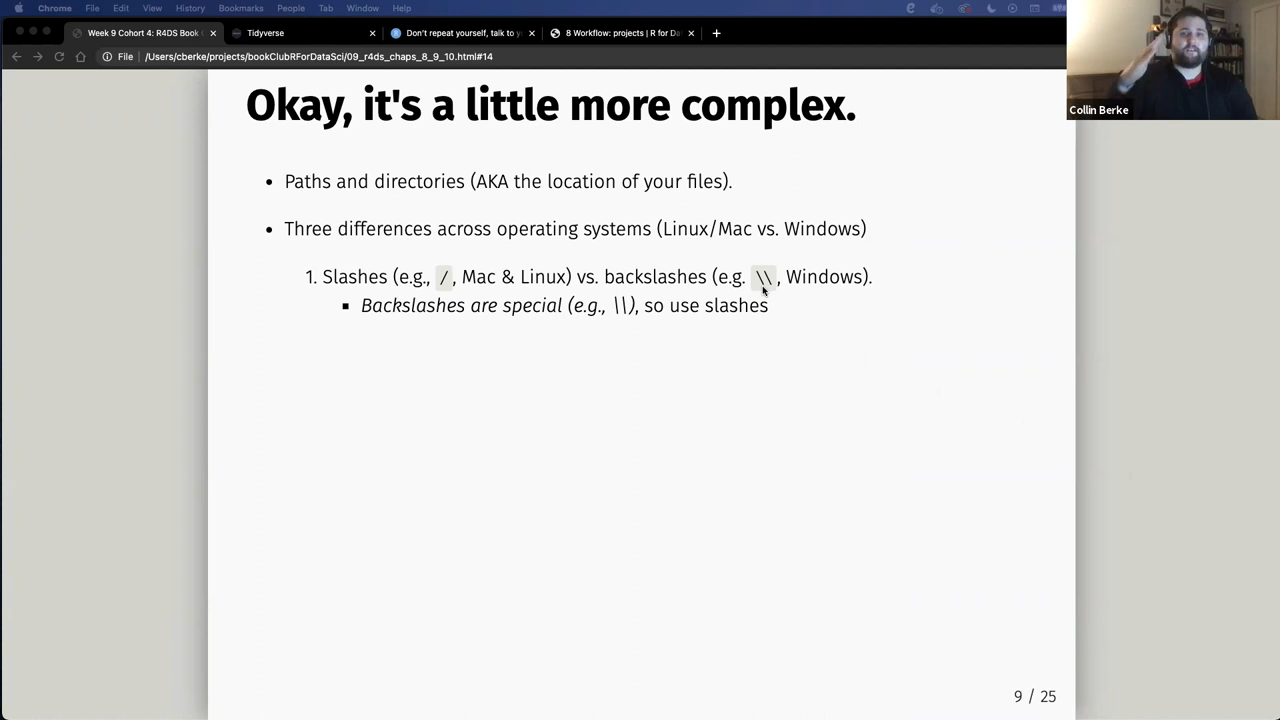 Chrome File Edit View History Bookmarks People Tab Window Help
Week 9 Cohort 4: R4DS Book
Tidyverse
Don't repeat yourself, talk to y
8 Workflow: projects | R for Da
File /Users/cberke/projects/bookClubRForDataSci/09_r4ds_chaps_8_9_10.html#14
Collin Berke
Okay, it's a little more complex.
• Paths and directories (AKA the location of your files).
• Three differences across operating systems (Linux/Mac vs. Windows)
1. Slashes (e.g., /, Mac & Linux) vs. backslashes (e.g. \\, Windows).
▪ Backslashes are special (e.g., \\), so use slashes
9 / 25